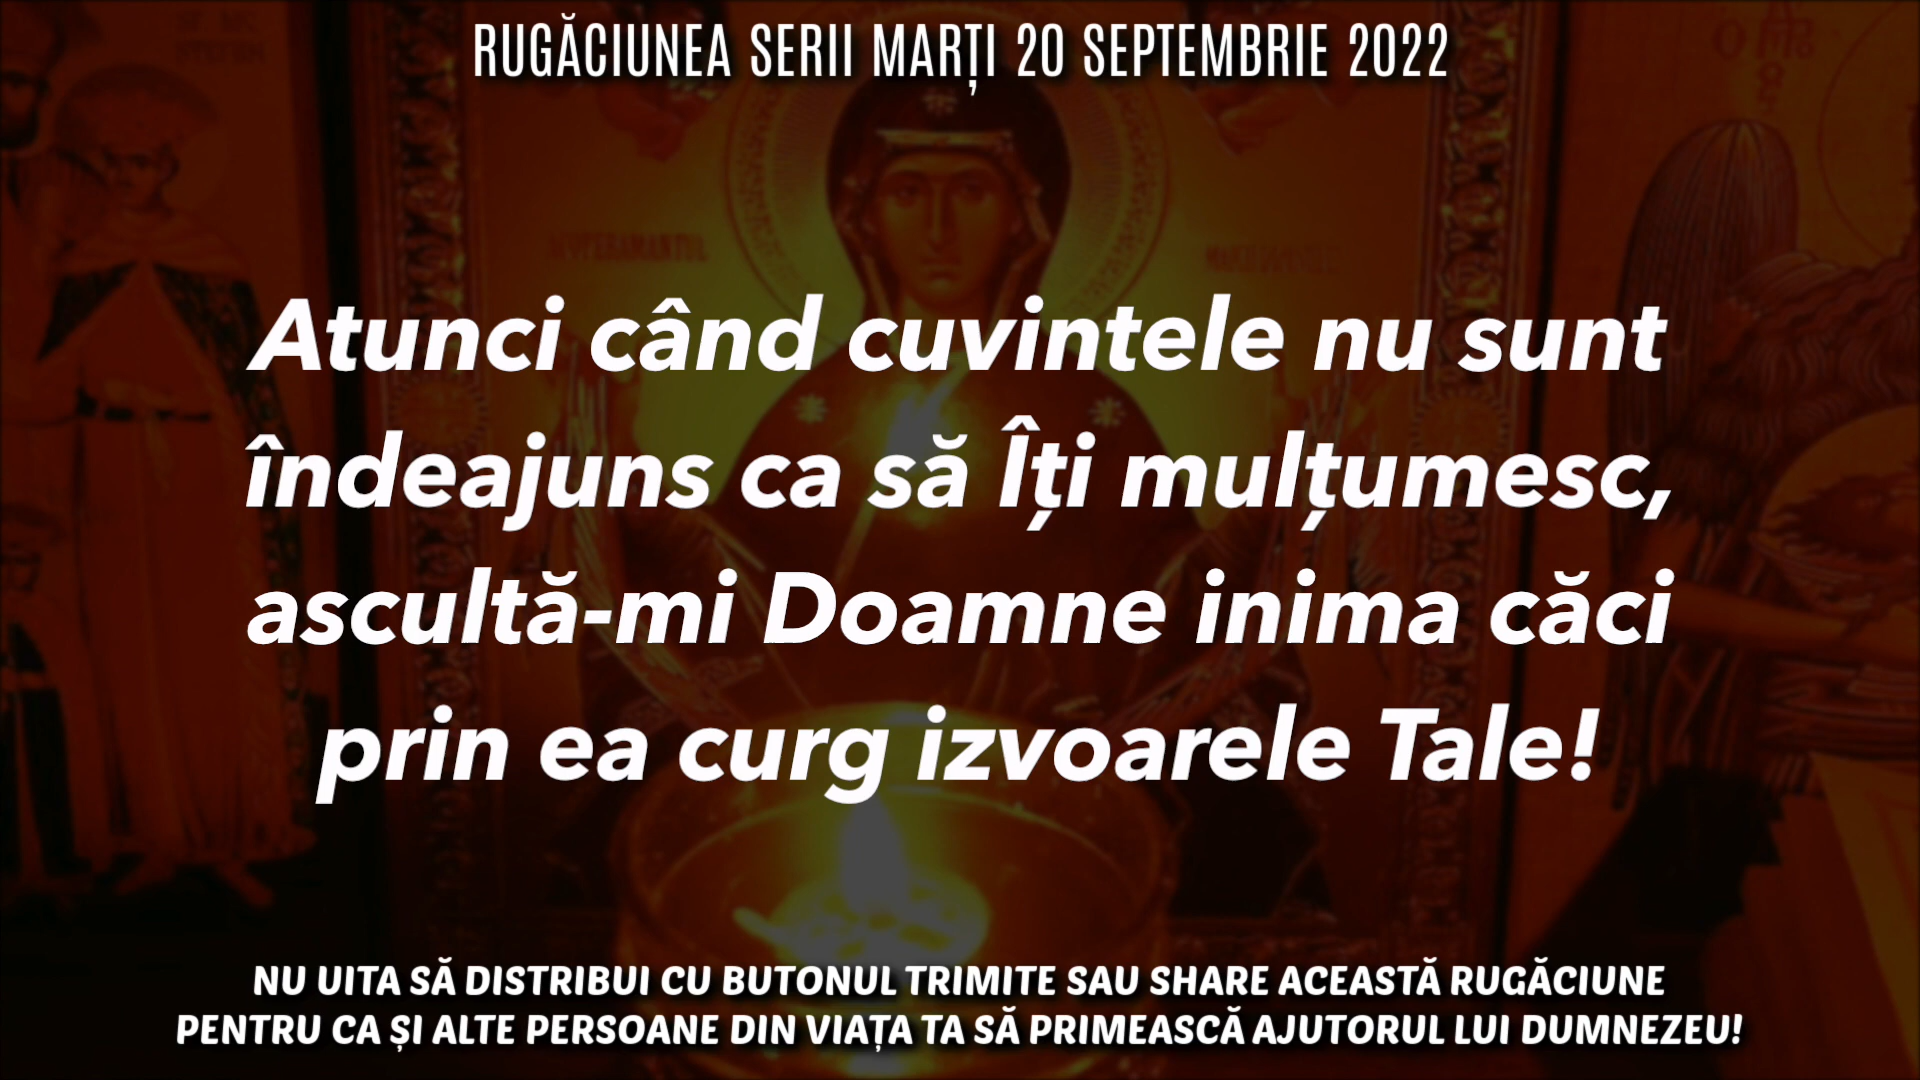 RUGĂCIUNEA SERII MARȚI 20 SEPTEMBRIE 2022
Atunci când cuvintele nu sunt
îndeajuns ca să Îți mulțumesc,
ascultă-mi Doamne inima căci
prin ea curg izvoarele Tale!
NU UITA SĂ DISTRIBUI CU BUTONUL TRIMITE SAU SHARE ACEASTĂ RUGĂCIUNE
PENTRU CA ȘI ALTE PERSOANE DIN VIAȚA TA SĂ PRIMEASCĂ AJUTORUL LUI DUMNEZEU!